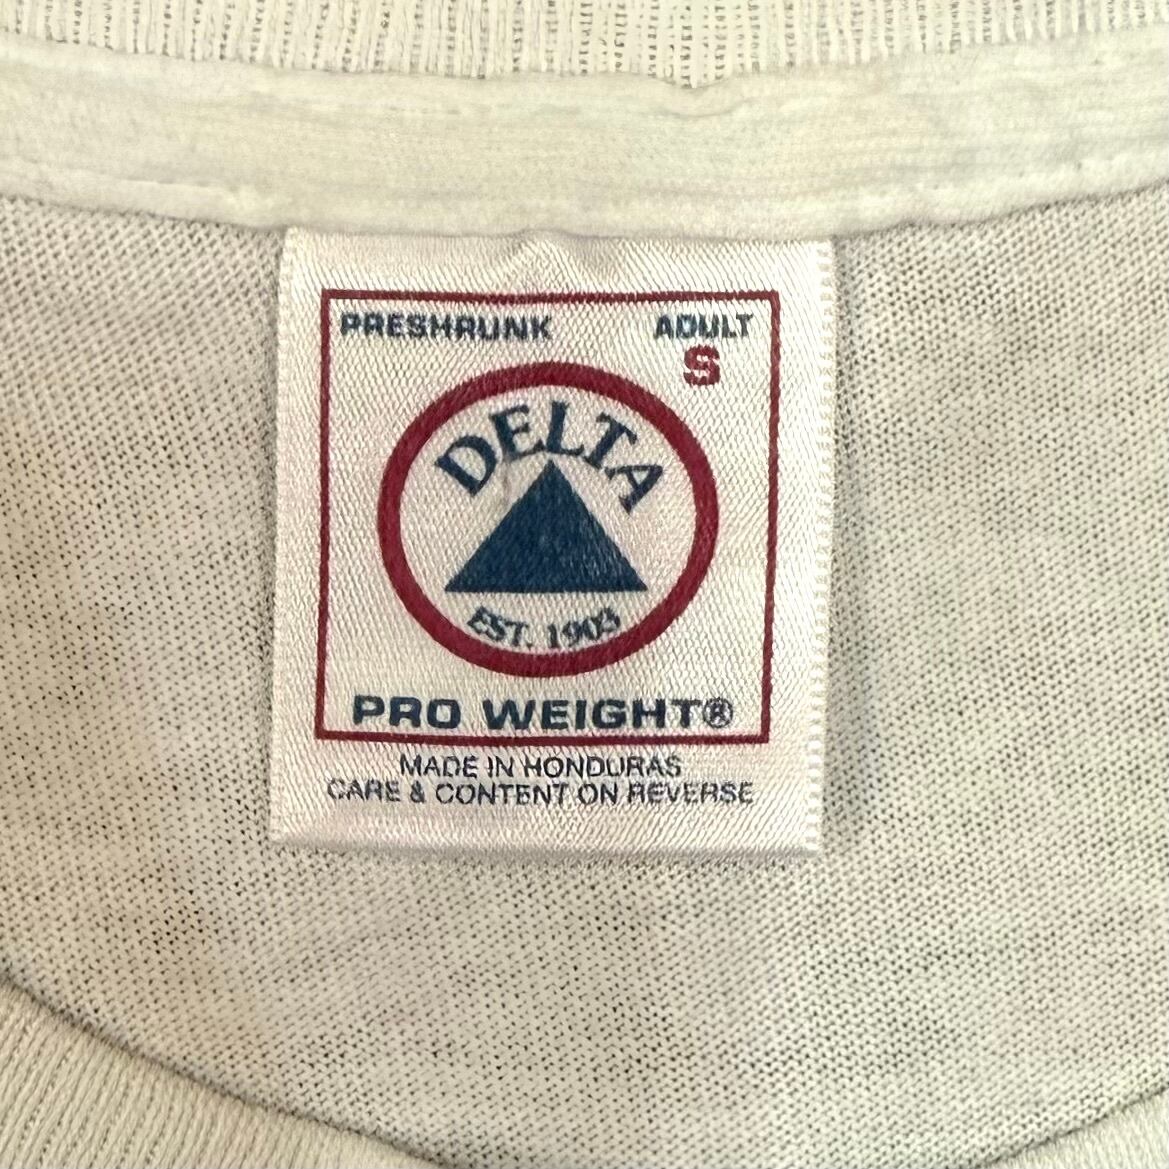 PRESHRUNK ADULT
S
DELTA
EST. 1903
PRO WEIGHT®
MADE IN HONDURAS
CARE & CONTENT ON REVERSE